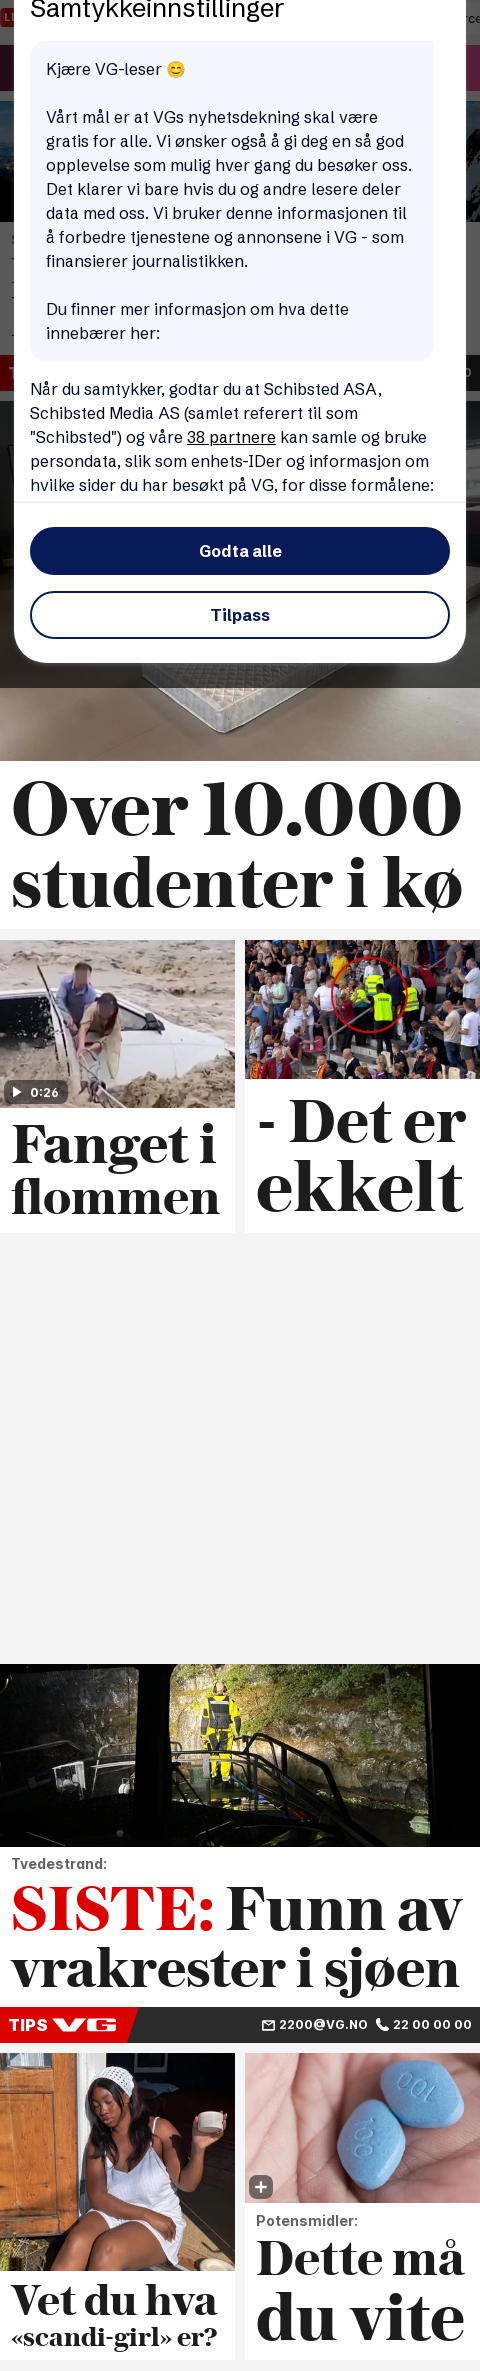 Samtykkeinnstillinger
Kjære VG-leser 😊
Vårt mål er at VGs nyhetsdekning skal være
gratis for alle. Vi ønsker også å gi deg en så god
opplevelse som mulig hver gang du besøker oss.
Det klarer vi bare hvis du og andre lesere deler
data med oss. Vi bruker denne informasjonen til
å forbedre tjenestene og annonsene i VG - som
finansierer journalistikken.
Du finner mer informasjon om hva dette
innebærer her:
Når du samtykker, godtar du at Schibsted ASA,
Schibsted Media AS (samlet referert til som
"Schibsted") og våre 38 partnere kan samle og bruke
persondata, slik som enhets-IDer og informasjon om
hvilke sider du har besøkt på VG, for disse formålene:
Godta alle
Tilpass
Over 10.000
studenter i kø
0:26
Fanget i
flommen
- Det er
ekkelt
Tvedestrand:
SISTE: Funn av
vrakrester i sjøen
TIPS VG 2200@VG.NO 22 00 00 00
Vet du hva
«scandi-girl» er?
100
100
Potensmidler:
Dette må
du vite